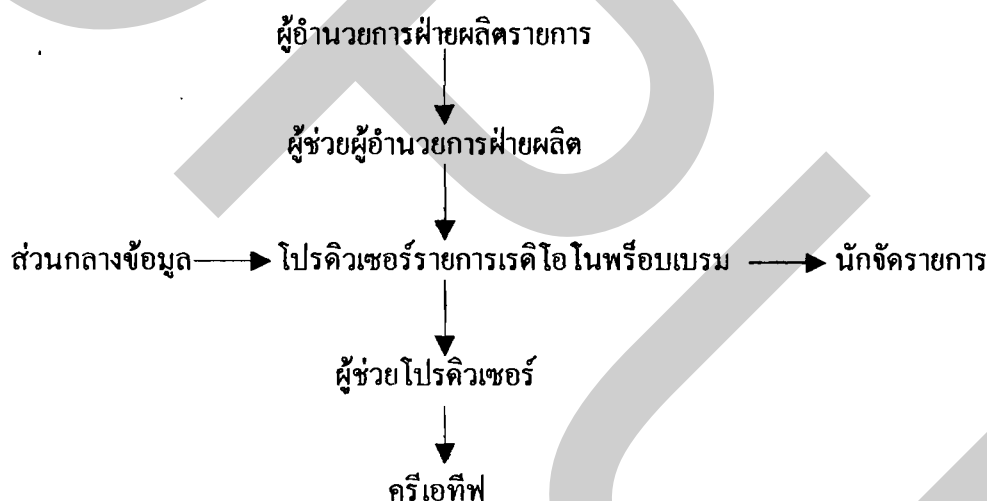 ผู้อำนวยการฝ่ายผลิตรายการ
ผู้ช่วยผู้อำนวยการฝ่ายผลิต
ส่วนกลางข้อมูล โปรดิวเซอร์รายการเรดิโอโนพร็อบเบรม นักจัดรายการ
ผู้ช่วยโปรดิวเซอร์
ครีเอทีฟ